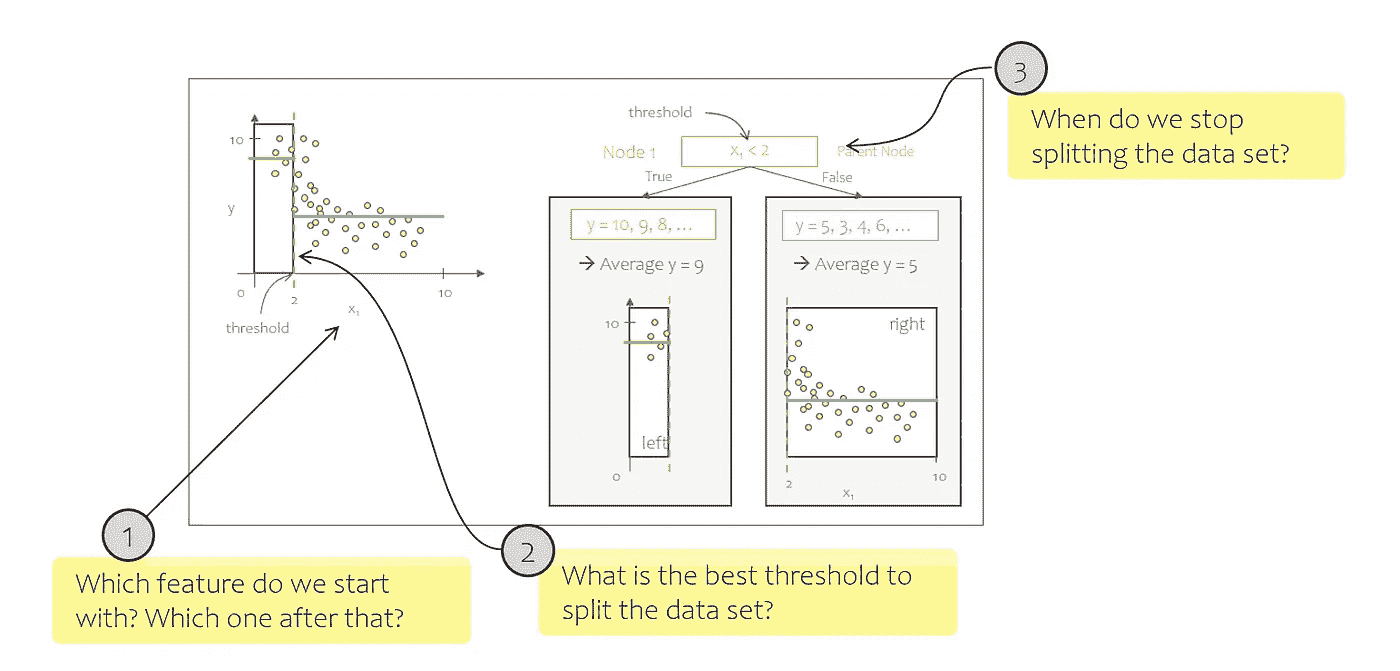 3
When do we stop
splitting the data set?
threshold
Node 1
x₁ < 2
Parent Node
True
False
10
y
0
2
10
x₁
threshold
y = 10, 9, 8, ...
→ Average y = 9
10
left
0
y = 5, 3, 4, 6, ...
→ Average y = 5
right
2
10
x₁
1
Which feature do we start
with? Which one after that?
2
What is the best threshold to
split the data set?